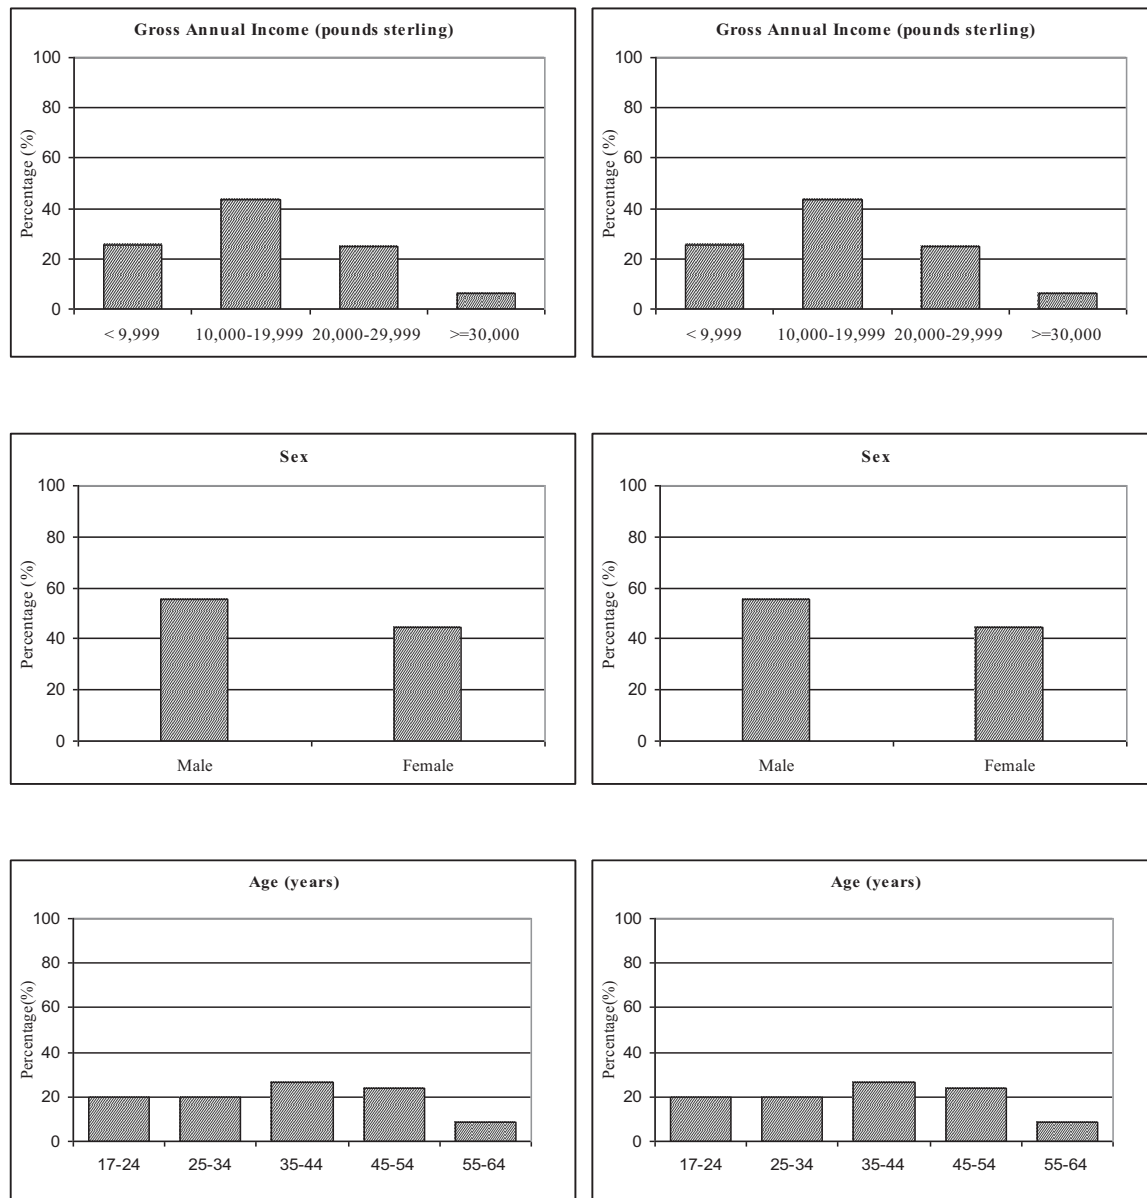 Gross Annual Income (pounds sterling)
Percentage (%)
100
80
60
40
20
0
< 9,999 10,000-19,999 20,000-29,999 >=30,000
Gross Annual Income (pounds sterling)
Percentage (%)
100
80
60
40
20
0
< 9,999 10,000-19,999 20,000-29,999 >=30,000
Sex
Percentage (%)
100
80
60
40
20
0
Male Female
Sex
Percentage (%)
100
80
60
40
20
0
Male Female
Age (years)
Percentage(%)
100
80
60
40
20
0
17-24 25-34 35-44 45-54 55-64
Age (years)
Percentage(%)
100
80
60
40
20
0
17-24 25-34 35-44 45-54 55-64